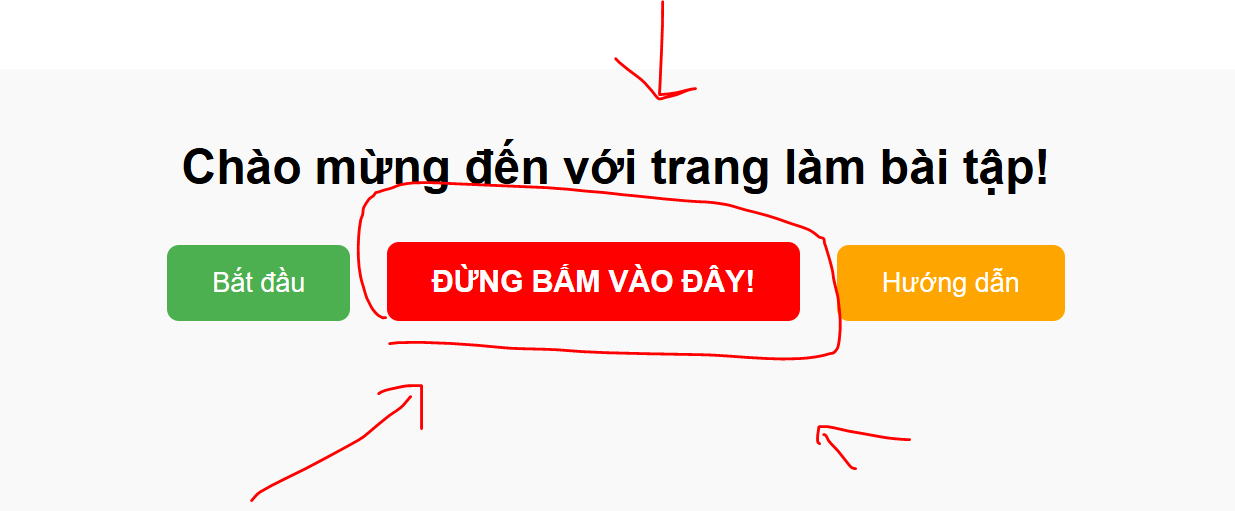 Chào mừng đến với trang làm bài tập!
Bắt đầu
ĐỪNG BẤM VÀO ĐÂY!
Hướng dẫn